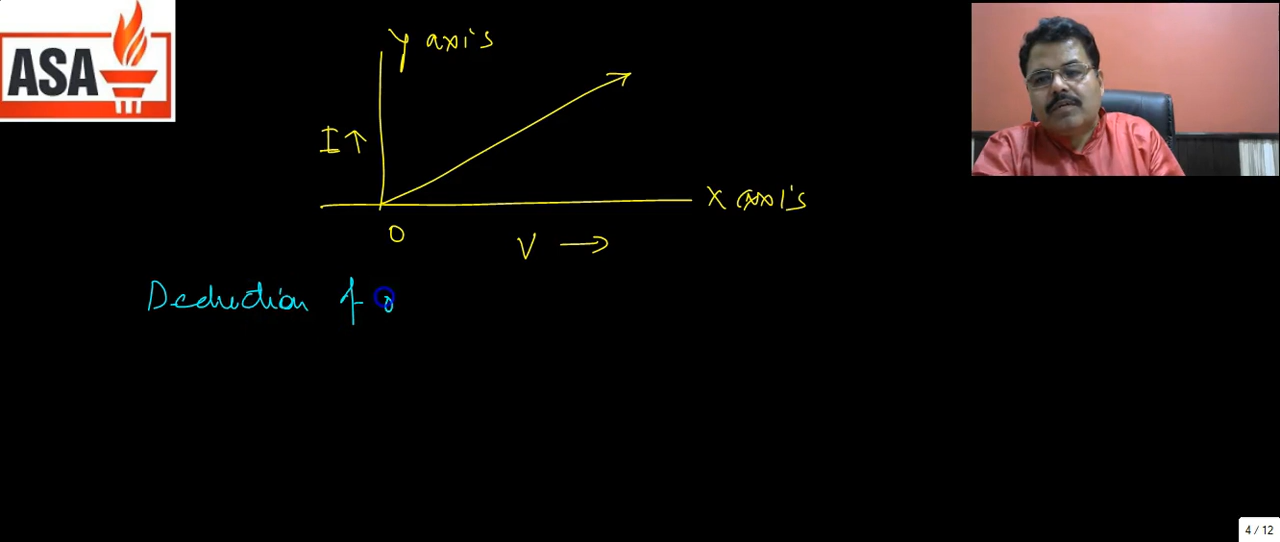 ASA
Y axis
I↑
X axis
0
V →
Deduction of o
4 / 12